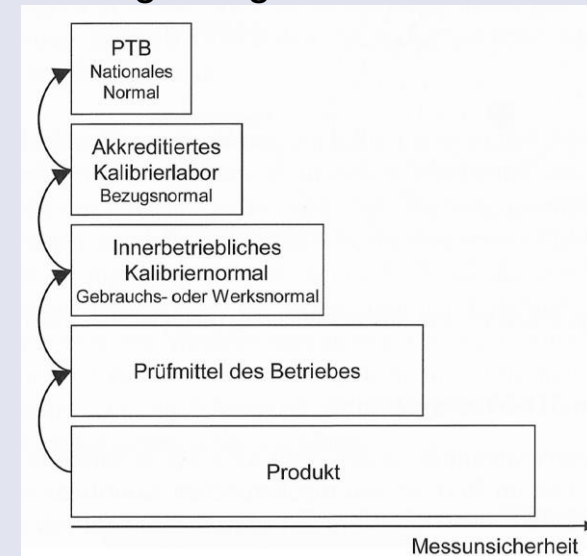 PTB
Nationales
Normal
Akkreditiertes
Kalibrierlabor
Bezugsnormal
Innerbetriebliches
Kalibriernormal
Gebrauchs- oder Werksnormal
Prüfmittel des Betriebes
Produkt
Messunsicherheit